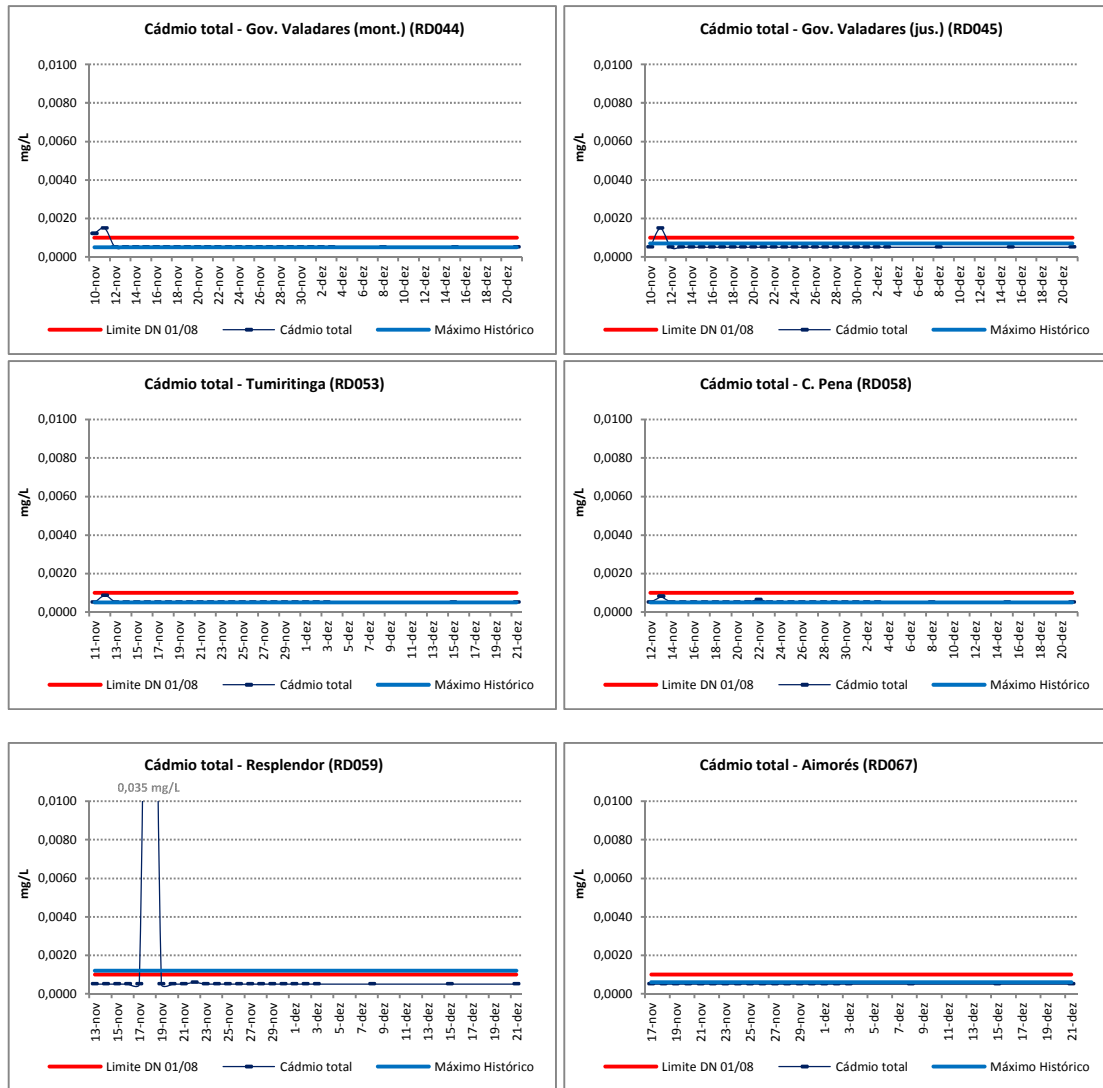 Cádmio total - Gov. Valadares (mont.) (RD044)
0,0100
0,0080
0,0060
0,0040
0,0020
0,0000
mg/L
10-nov 12-nov 14-nov 16-nov 18-nov 20-nov 22-nov 24-nov 26-nov 28-nov 30-nov 2-dez 4-dez 6-dez 8-dez 10-dez 12-dez 14-dez 16-dez 18-dez 20-dez
Limite DN 01/08 Cádmio total Máximo Histórico
Cádmio total - Gov. Valadares (jus.) (RD045)
0,0100
0,0080
0,0060
0,0040
0,0020
0,0000
mg/L
10-nov 12-nov 14-nov 16-nov 18-nov 20-nov 22-nov 24-nov 26-nov 28-nov 30-nov 2-dez 4-dez 6-dez 8-dez 10-dez 12-dez 14-dez 16-dez 18-dez 20-dez
Limite DN 01/08 Cádmio total Máximo Histórico
Cádmio total - Tumiritinga (RD053)
0,0100
0,0080
0,0060
0,0040
0,0020
0,0000
mg/L
11-nov 13-nov 15-nov 17-nov 19-nov 21-nov 23-nov 25-nov 27-nov 29-nov 1-dez 3-dez 5-dez 7-dez 9-dez 11-dez 13-dez 15-dez 17-dez 19-dez 21-dez
Limite DN 01/08 Cádmio total Máximo Histórico
Cádmio total - C. Pena (RD058)
0,0100
0,0080
0,0060
0,0040
0,0020
0,0000
mg/L
12-nov 14-nov 16-nov 18-nov 20-nov 22-nov 24-nov 26-nov 28-nov 30-nov 2-dez 4-dez 6-dez 8-dez 10-dez 12-dez 14-dez 16-dez 18-dez 20-dez
Limite DN 01/08 Cádmio total Máximo Histórico
Cádmio total - Resplendor (RD059)
0,035 mg/L
0,0100
0,0080
0,0060
0,0040
0,0020
0,0000
mg/L
13-nov 15-nov 17-nov 19-nov 21-nov 23-nov 25-nov 27-nov 29-nov 1-dez 3-dez 5-dez 7-dez 9-dez 11-dez 13-dez 15-dez 17-dez 19-dez 21-dez
Limite DN 01/08 Cádmio total Máximo Histórico
Cádmio total - Aimorés (RD067)
0,0100
0,0080
0,0060
0,0040
0,0020
0,0000
mg/L
17-nov 19-nov 21-nov 23-nov 25-nov 27-nov 29-nov 1-dez 3-dez 5-dez 7-dez 9-dez 11-dez 13-dez 15-dez 17-dez 19-dez 21-dez
Limite DN 01/08 Cádmio total Máximo Histórico